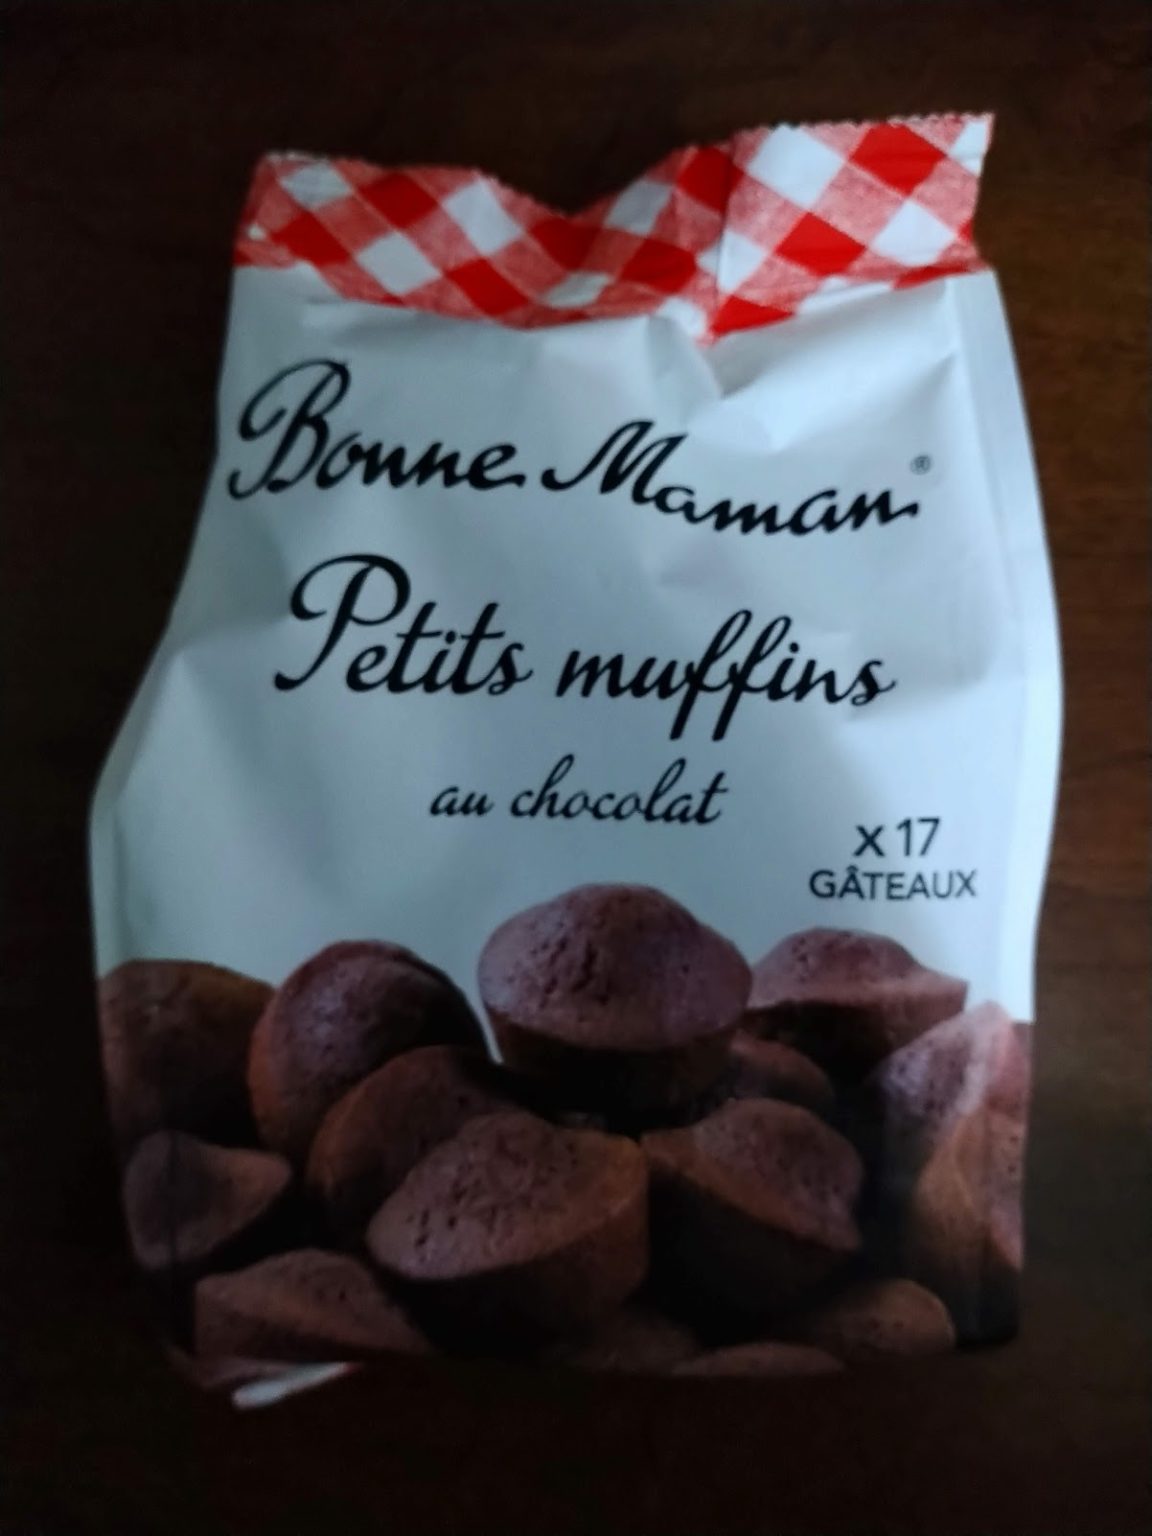 Bonne Maman®
Petits muffins
au chocolat
x 17
GÂTEAUX